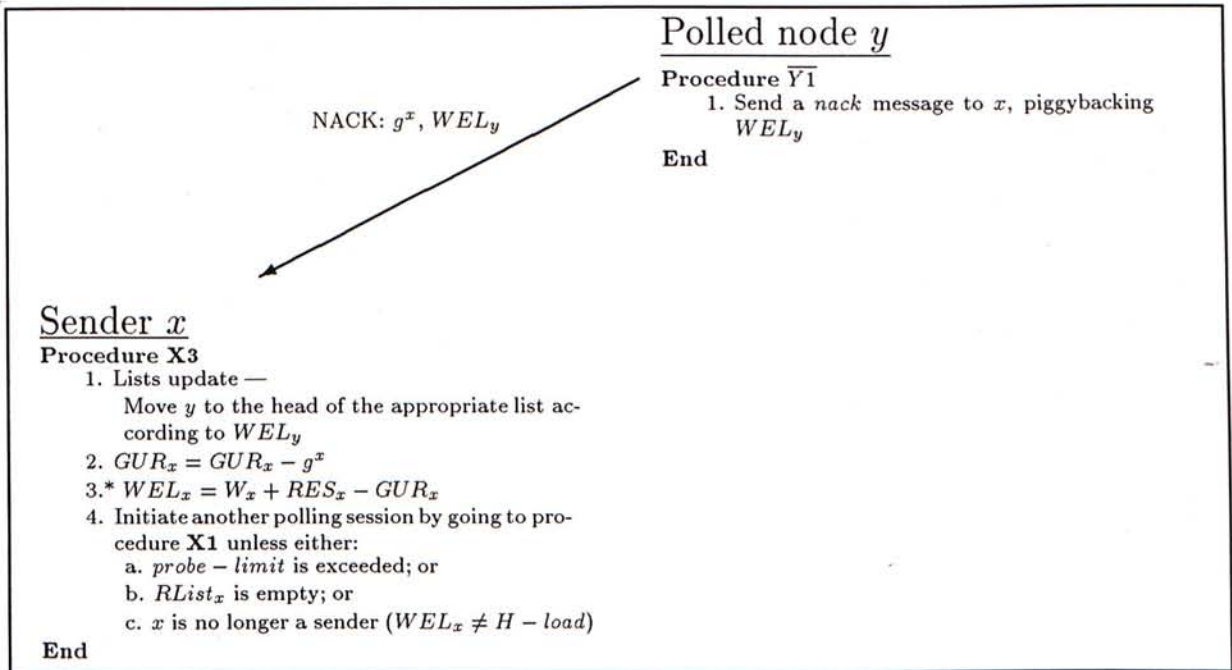 Polled node y
Procedure $\overline{Y1}$
1. Send a nack message to x, piggybacking
WEL_y
End
NACK: g^x, WEL_y
Sender x
Procedure X3
1. Lists update —
Move y to the head of the appropriate list ac-
cording to WEL_y
2. GUR_x = GUR_x − g^x
3.* WEL_x = W_x + RES_x − GUR_x
4. Initiate another polling session by going to pro-
cedure X1 unless either:
a. probe − limit is exceeded; or
b. RList_x is empty; or
c. x is no longer a sender (WEL_x ≠ H − load)
End